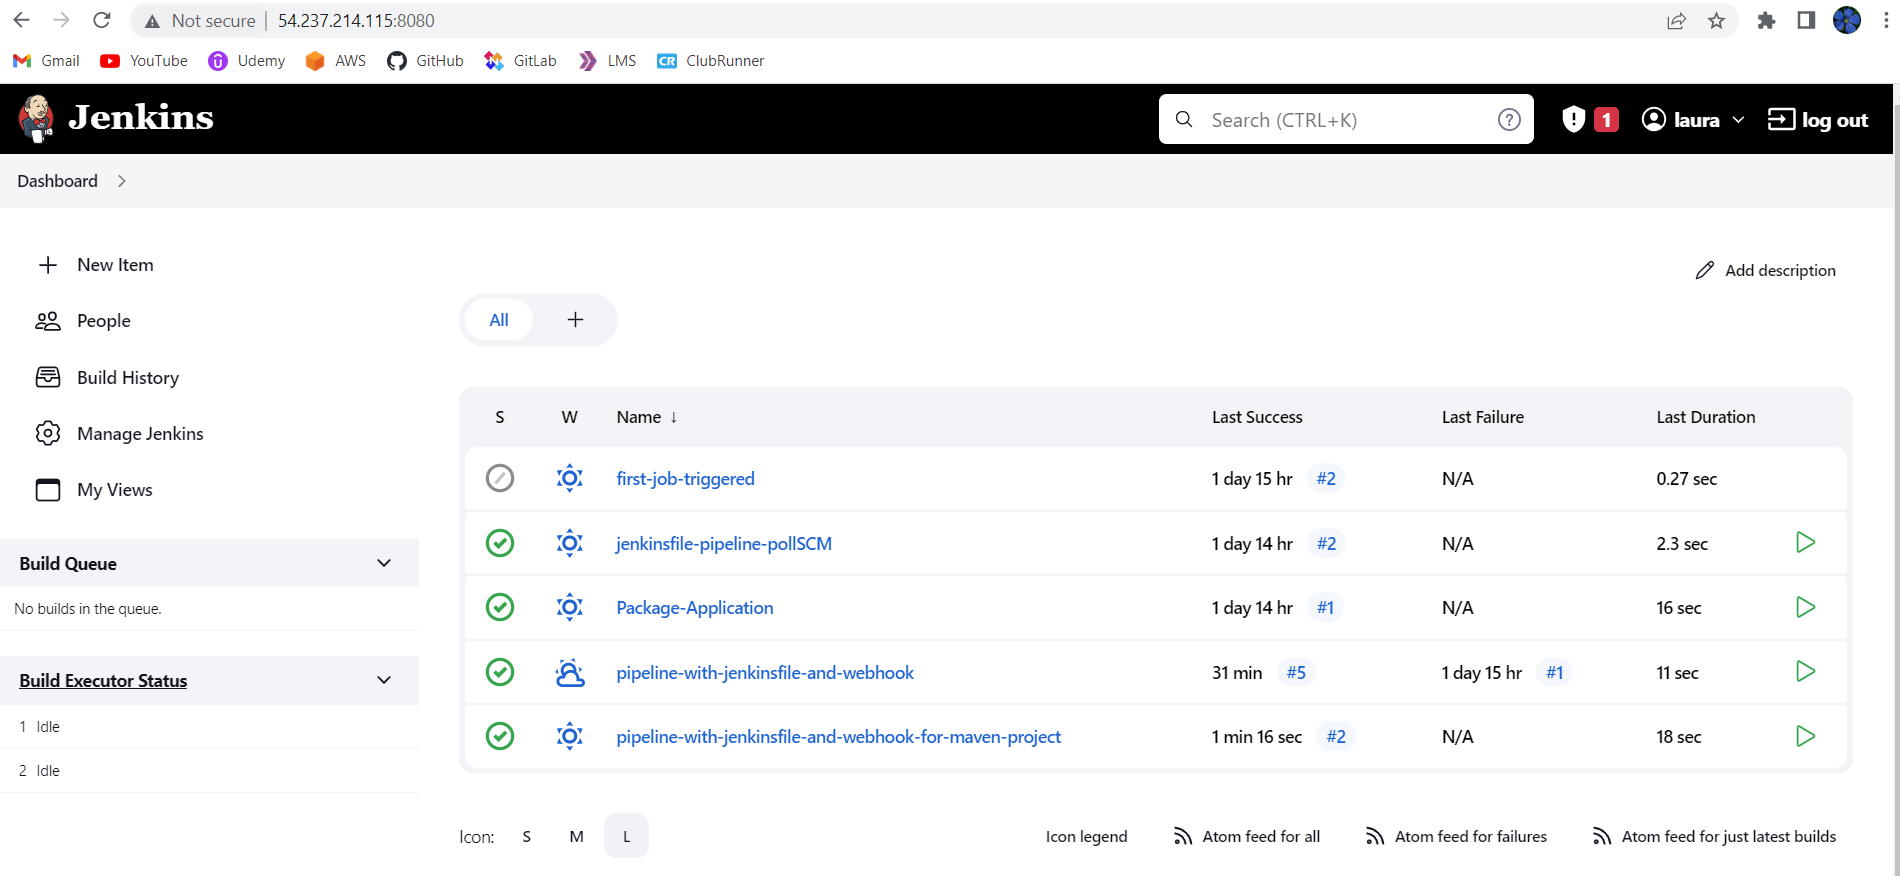 Not secure | 54.237.214.115:8080
Gmail YouTube Udemy AWS GitHub GitLab LMS CR ClubRunner
Jenkins Search (CTRL+K) ? 1 laura log out
Dashboard
New Item
People
Build History
Manage Jenkins
My Views
Build Queue
No builds in the queue.
Build Executor Status
1 Idle
2 Idle
Add description
All +
S W Name ↓ Last Success Last Failure Last Duration
first-job-triggered 1 day 15 hr #2 N/A 0.27 sec
jenkinsfile-pipeline-pollSCM 1 day 14 hr #2 N/A 2.3 sec
Package-Application 1 day 14 hr #1 N/A 16 sec
pipeline-with-jenkinsfile-and-webhook 31 min #5 1 day 15 hr #1 11 sec
pipeline-with-jenkinsfile-and-webhook-for-maven-project 1 min 16 sec #2 N/A 18 sec
Icon: S M L Icon legend Atom feed for all Atom feed for failures Atom feed for just latest builds